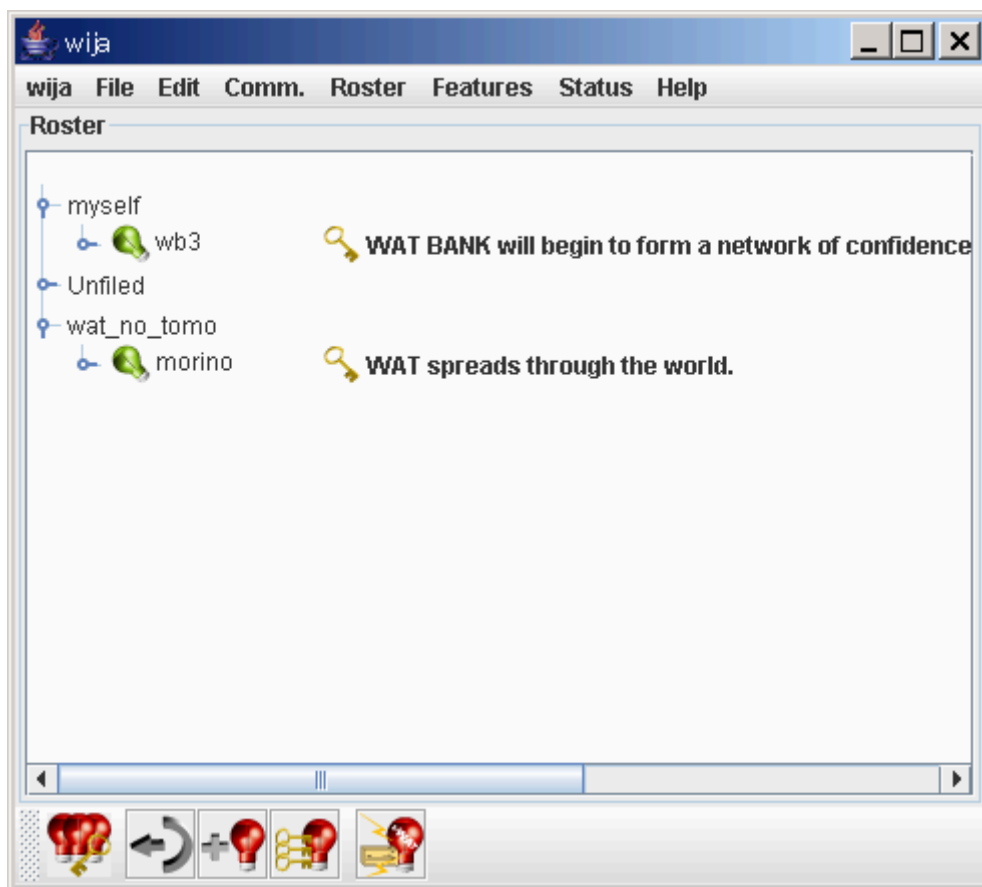 wija
wija File Edit Comm. Roster Features Status Help
Roster
myself
wb3 WAT BANK will begin to form a network of confidence
Unfiled
wat_no_tomo
morino WAT spreads through the world.